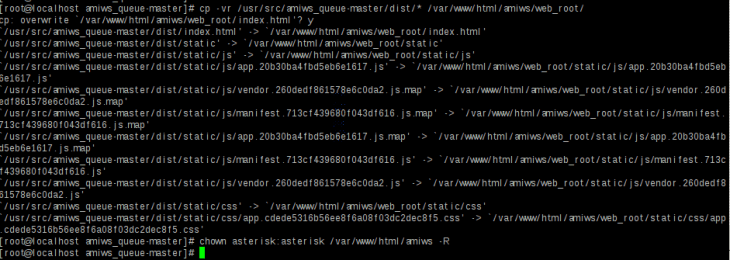 [root@localhost amiws_queue-master]# cp -vr /usr/src/amiws_queue-master/dist/* /var/www/html/amiws/web_root/
cp: overwrite `/var/www/html/amiws/web_root/index.html'? y
`/usr/src/amiws_queue-master/dist/index.html' -> `/var/www/html/amiws/web_root/index.html'
`/usr/src/amiws_queue-master/dist/static' -> `/var/www/html/amiws/web_root/static'
`/usr/src/amiws_queue-master/dist/static/js' -> `/var/www/html/amiws/web_root/static/js'
`/usr/src/amiws_queue-master/dist/static/js/app.20b30ba4fbd5eb6e1617.js' -> `/var/www/html/amiws/web_root/static/js/app.20b30ba4fbd5eb
6e1617.js'
`/usr/src/amiws_queue-master/dist/static/js/vendor.260dedf861578e6c0da2.js.map' -> `/var/www/html/amiws/web_root/static/js/vendor.260d
edf861578e6c0da2.js.map'
`/usr/src/amiws_queue-master/dist/static/js/manifest.713cf439680f043df616.js.map' -> `/var/www/html/amiws/web_root/static/js/manifest.
713cf439680f043df616.js.map'
`/usr/src/amiws_queue-master/dist/static/js/app.20b30ba4fbd5eb6e1617.js.map' -> `/var/www/html/amiws/web_root/static/js/app.20b30ba4fb
d5eb6e1617.js.map'
`/usr/src/amiws_queue-master/dist/static/js/manifest.713cf439680f043df616.js' -> `/var/www/html/amiws/web_root/static/js/manifest.713c
f439680f043df616.js'
`/usr/src/amiws_queue-master/dist/static/js/vendor.260dedf861578e6c0da2.js' -> `/var/www/html/amiws/web_root/static/js/vendor.260dedf8
61578e6c0da2.js'
`/usr/src/amiws_queue-master/dist/static/css' -> `/var/www/html/amiws/web_root/static/css'
`/usr/src/amiws_queue-master/dist/static/css/app.cdede5316b56ee8f6a08f03dc2dec8f5.css' -> `/var/www/html/amiws/web_root/static/css/app
.cdede5316b56ee8f6a08f03dc2dec8f5.css'
[root@localhost amiws_queue-master]# chown asterisk:asterisk /var/www/html/amiws -R
[root@localhost amiws_queue-master]#